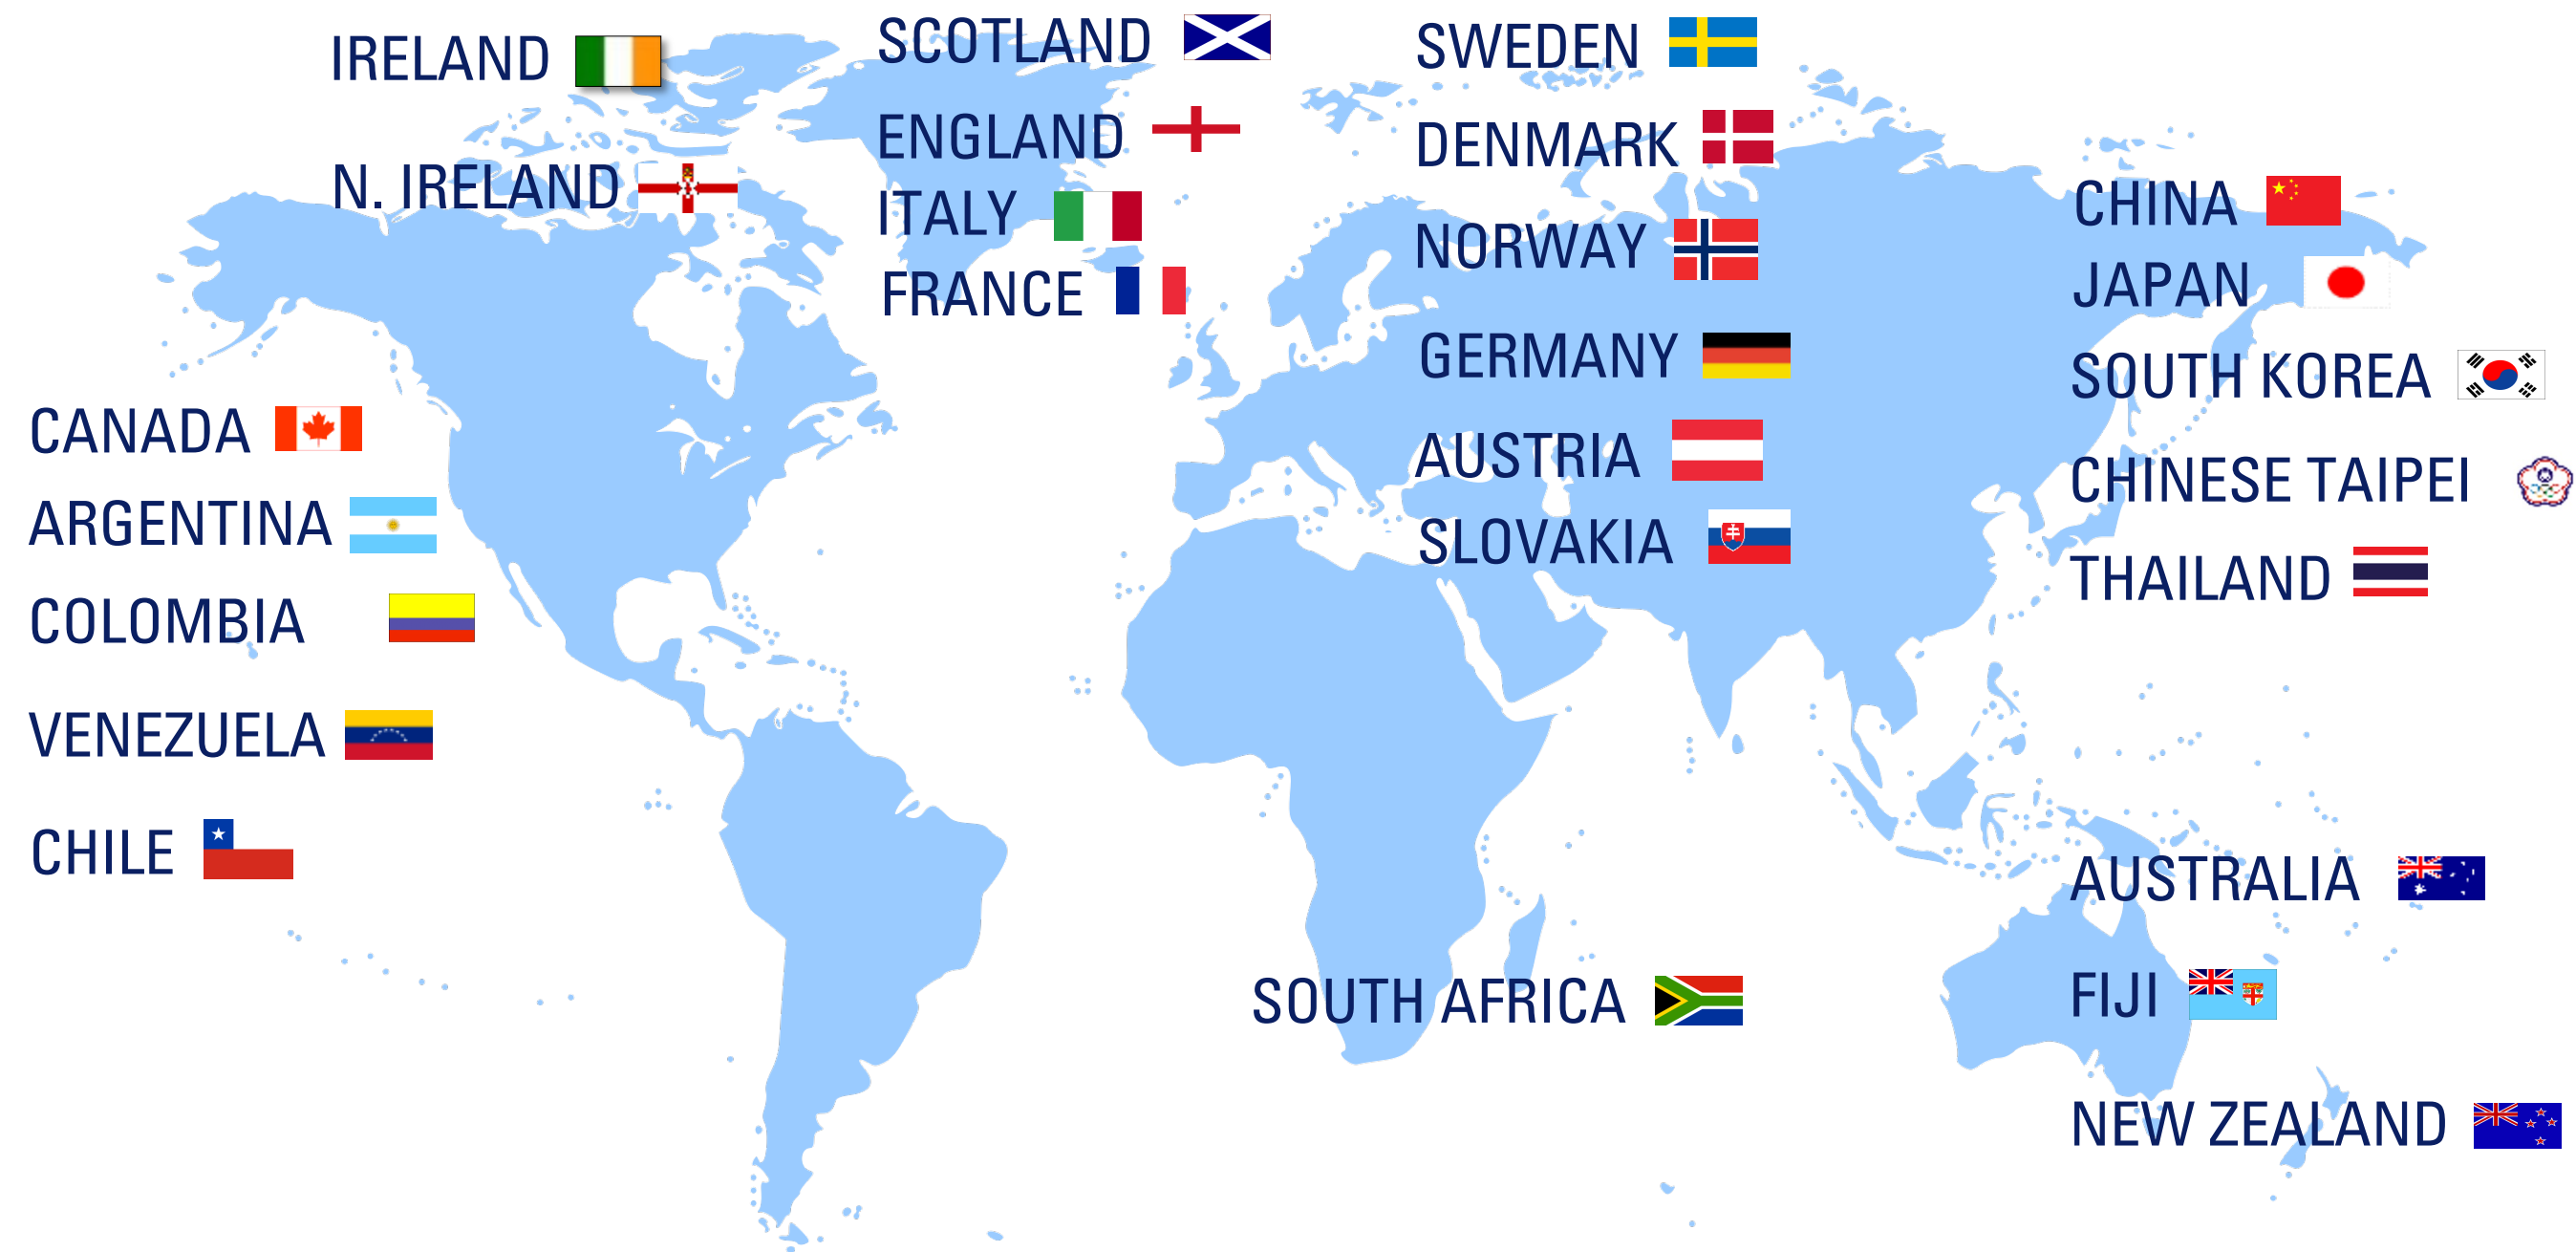 IRELAND
N. IRELAND
SCOTLAND
ENGLAND
ITALY
FRANCE
SWEDEN
DENMARK
NORWAY
GERMANY
AUSTRIA
SLOVAKIA
CHINA
JAPAN
SOUTH KOREA
CHINESE TAIPEI
THAILAND
CANADA
ARGENTINA
COLOMBIA
VENEZUELA
CHILE
SOUTH AFRICA
AUSTRALIA
FIJI
NEW ZEALAND